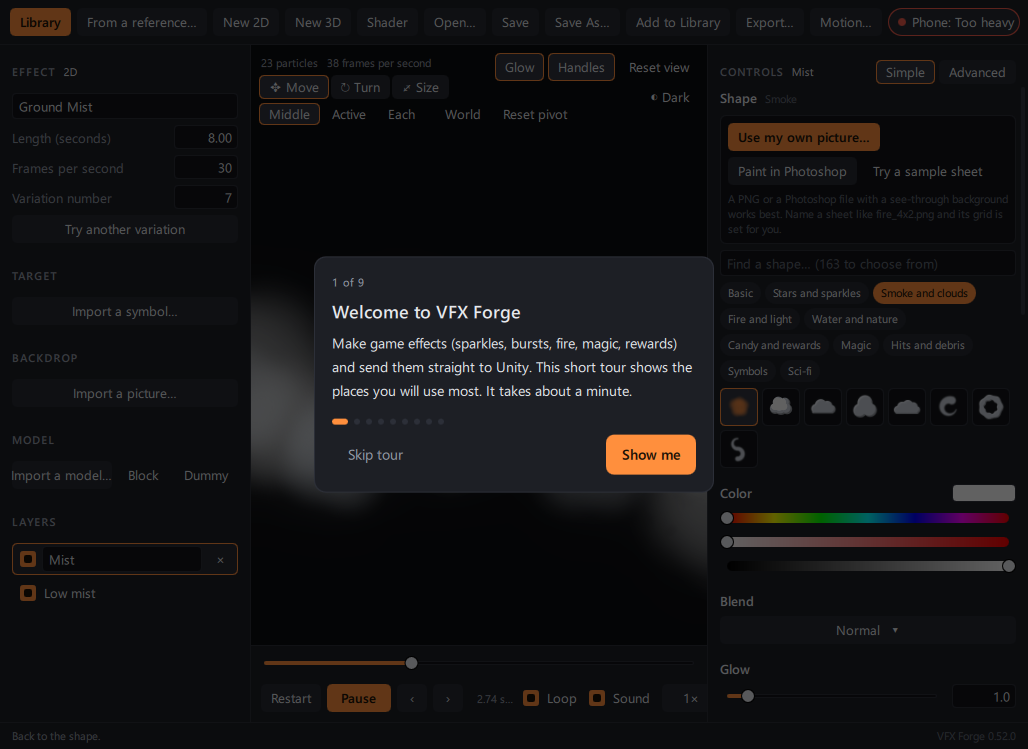 Library From a reference... New 2D New 3D Shader Open... Save Save As... Add to Library Export... Motion... Phone: Too heavy
EFFECT 2D
Ground Mist
Length (seconds) 8.00
Frames per second 30
Variation number 7
Try another variation
TARGET
Import a symbol...
BACKDROP
Import a picture...
MODEL
Import a model... Block Dummy
LAYERS
Mist ×
Low mist
23 particles 38 frames per second
Glow Handles Reset view
Move Turn Size
Dark
Middle Active Each World Reset pivot
1 of 9
Welcome to VFX Forge
Make game effects (sparkles, bursts, fire, magic, rewards)
and send them straight to Unity. This short tour shows the
places you will use most. It takes about a minute.
Skip tour Show me
Restart Pause ‹ › 2.74 s... Loop Sound 1×
CONTROLS Mist Simple Advanced
Shape Smoke
Use my own picture...
Paint in Photoshop Try a sample sheet
A PNG or a Photoshop file with a see-through background
works best. Name a sheet like fire_4x2.png and its grid is
set for you.
Find a shape... (163 to choose from)
Basic Stars and sparkles Smoke and clouds
Fire and light Water and nature
Candy and rewards Magic Hits and debris
Symbols Sci-fi
Color
Blend
Normal
Glow
1.0
Back to the shape. VFX Forge 0.52.0